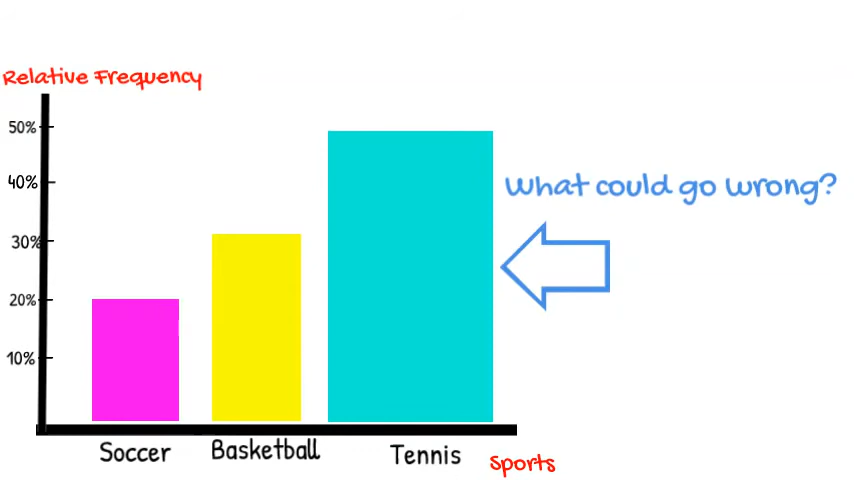 Relative Frequency
50%
40%
30%
20%
10%
What could go wrong?
Soccer Basketball Tennis
Sports